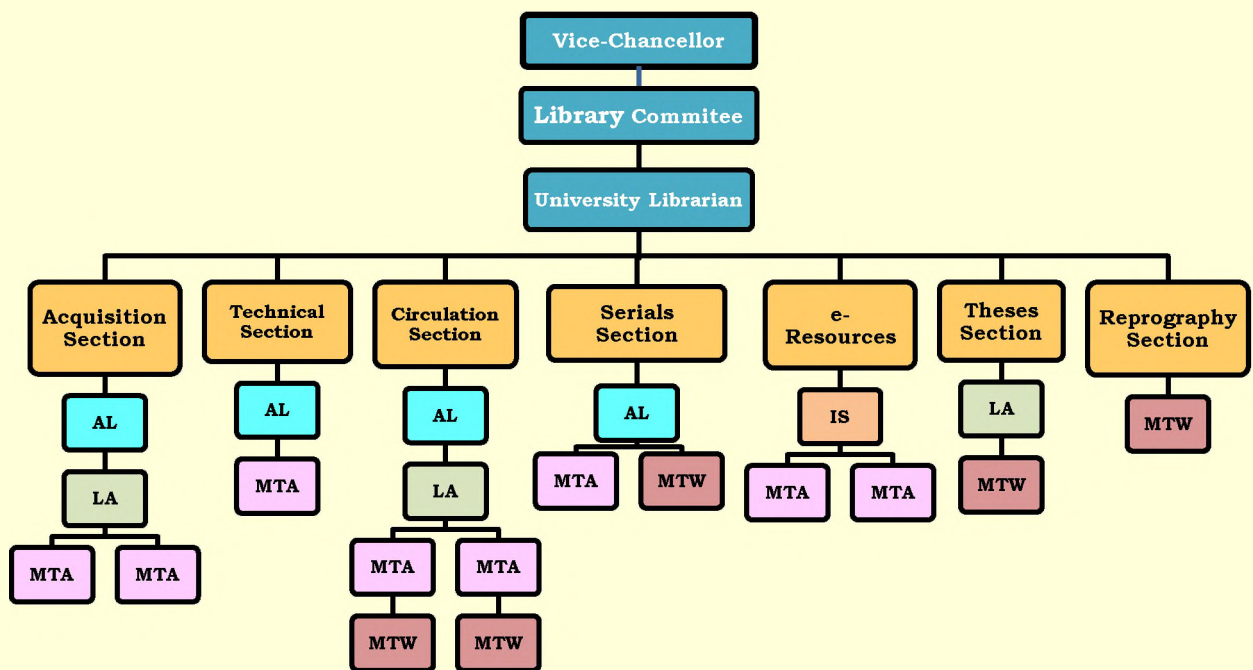 Vice-Chancellor
Library Commitee
University Librarian
Acquisition
Section
Technical
Section
Circulation
Section
Serials
Section
e-
Resources
Theses
Section
Reprography
Section
AL
AL
AL
AL
IS
LA
MTW
LA
MTA
LA
MTA
MTW
MTA
MTA
MTW
MTA
MTA
MTA
MTA
MTW
MTW